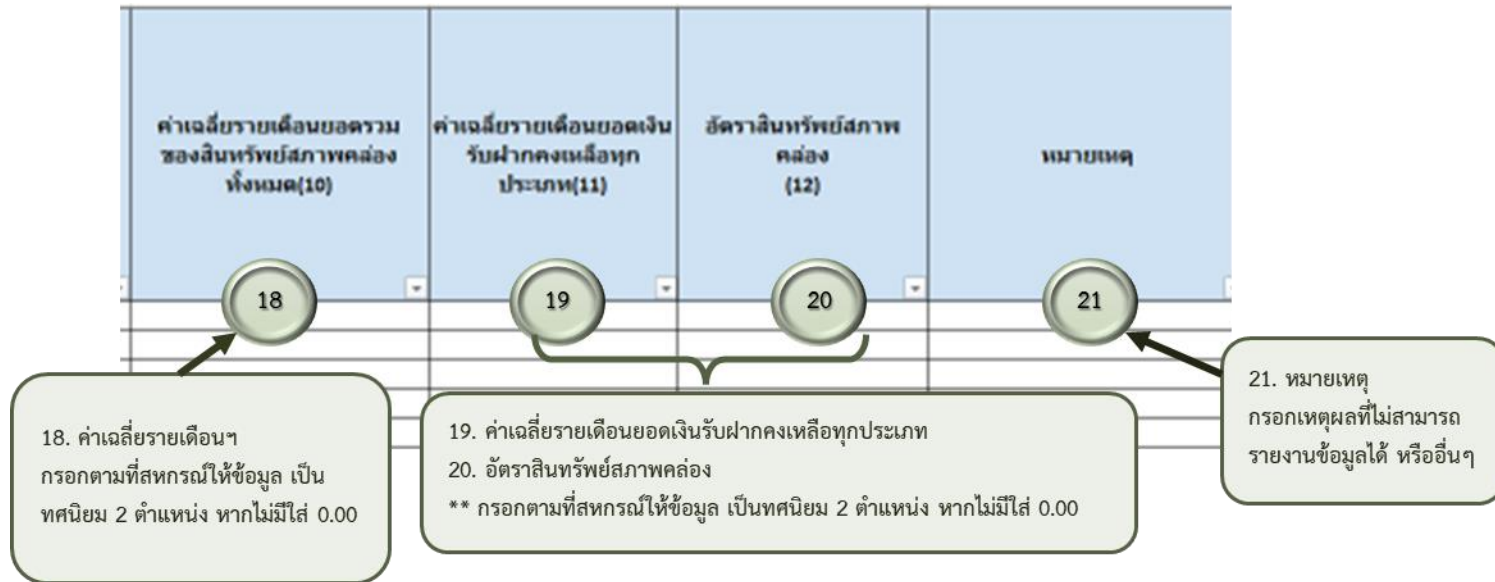 ค่าเฉลี่ยรายเดือนยอดรวม
ของสินทรัพย์สภาพคล่อง
ทั้งหมด(10)
ค่าเฉลี่ยรายเดือนยอดเงิน
รับฝากคงเหลือทุก
ประเภท(11)
อัตราสินทรัพย์สภาพ
คล่อง
(12)
หมายเหตุ
18
19
20
21
18. ค่าเฉลี่ยรายเดือนฯ
กรอกตามที่สหกรณ์ให้ข้อมูล เป็น
ทศนิยม 2 ตำแหน่ง หากไม่มีใส่ 0.00
19. ค่าเฉลี่ยรายเดือนยอดเงินรับฝากคงเหลือทุกประเภท
20. อัตราสินทรัพย์สภาพคล่อง
** กรอกตามที่สหกรณ์ให้ข้อมูล เป็นทศนิยม 2 ตำแหน่ง หากไม่มีใส่ 0.00
21. หมายเหตุ
กรอกเหตุผลที่ไม่สามารถ
รายงานข้อมูลได้ หรืออื่นๆ